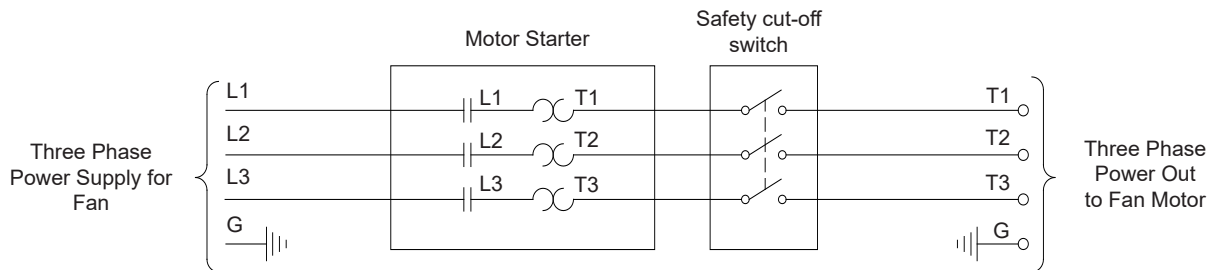 Safety cut-off
switch
Motor Starter
Three Phase
Power Supply for
Fan
L1
L2
L3
G
L1 T1
L2 T2
L3 T3
T1
T2
T3
G
Three Phase
Power Out
to Fan Motor